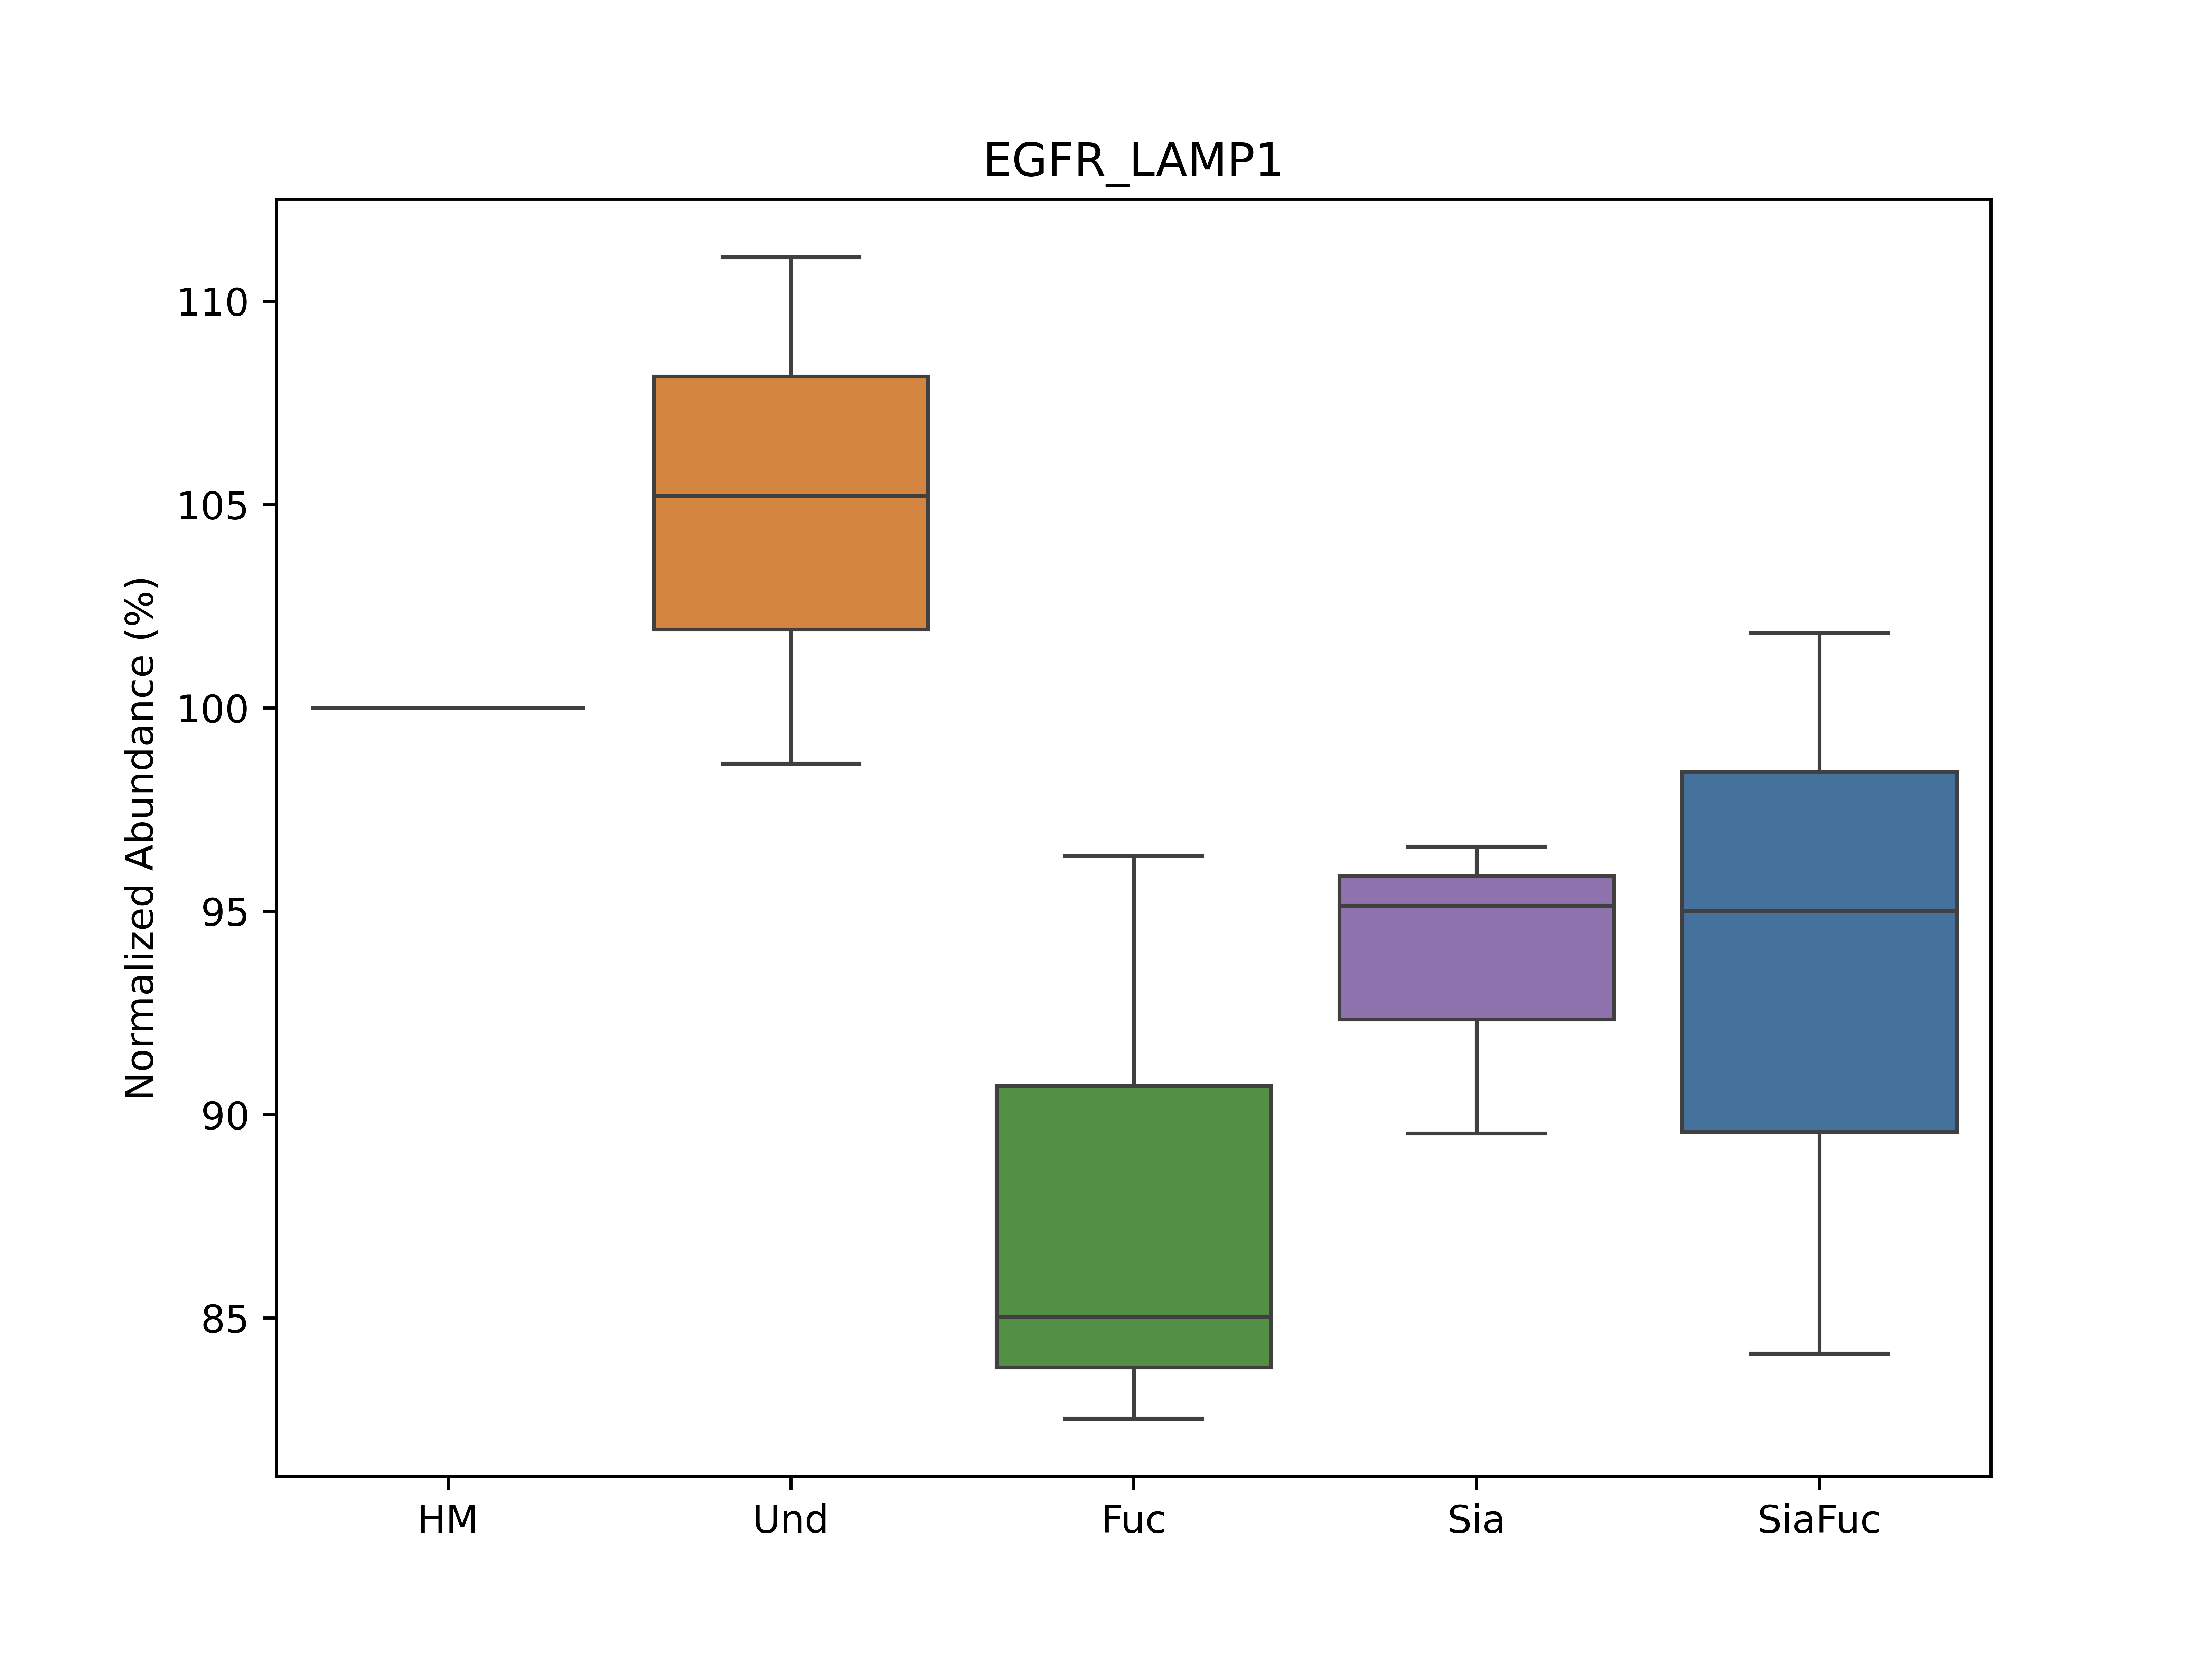 EGFR_LAMP1
Normalized Abundance (%)
110
105
100
95
90
85
HM
Und
Fuc
Sia
SiaFuc